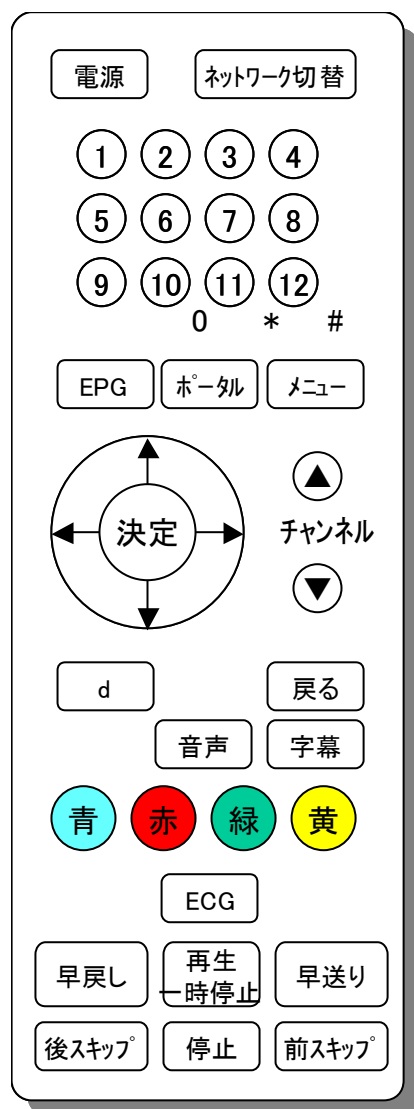 電源 ネットワーク切替
1 2 3 4
5 6 7 8
9 10 11 12
0 * #
EPG ポータル メニュー
▲
決定 チャンネル
▼
d 戻る
音声 字幕
青 赤 緑 黄
ECG
早戻し 再生 早送り
一時停止
後スキップ 停止 前スキップ